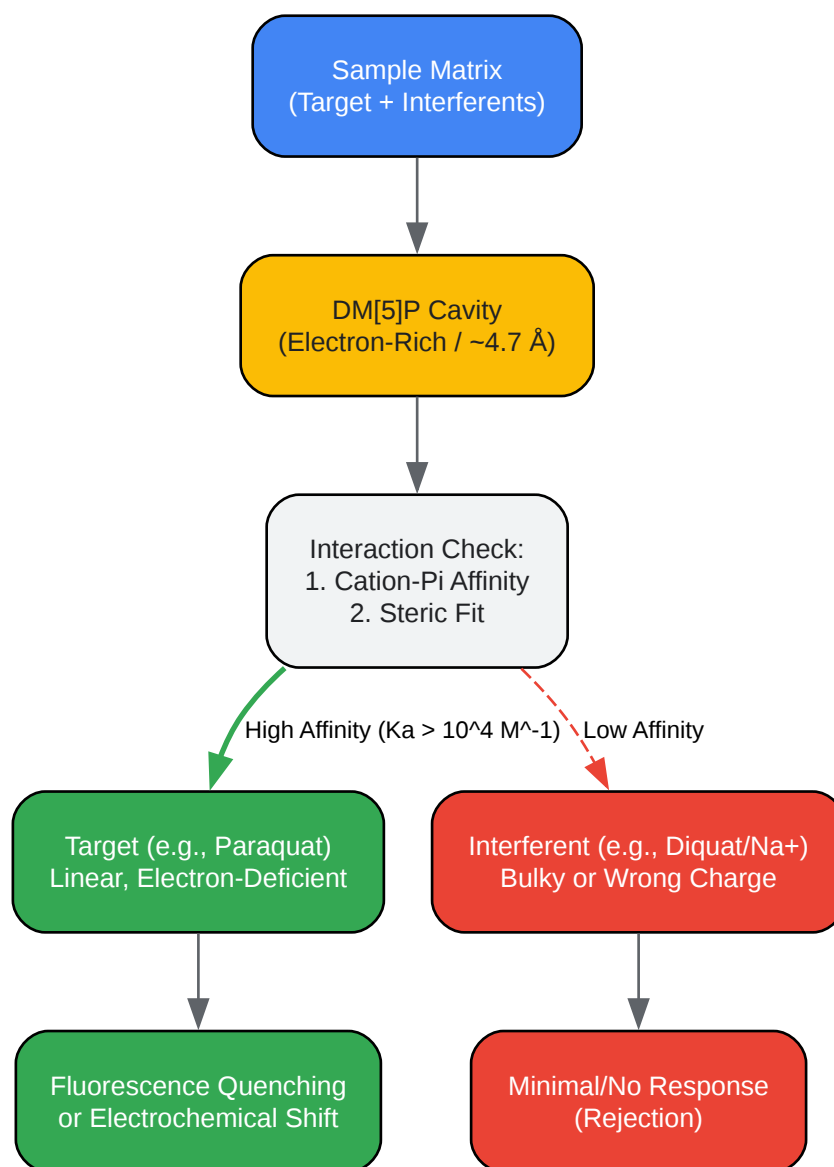 Sample Matrix
(Target + Interferents)
DM[5]P Cavity
(Electron-Rich / ~4.7 Å)
Interaction Check:
1. Cation-Pi Affinity
2. Steric Fit
High Affinity (Ka > 10^4 M^-1)
Low Affinity
Target (e.g., Paraquat)
Linear, Electron-Deficient
Interferent (e.g., Diquat/Na+)
Bulky or Wrong Charge
Fluorescence Quenching
or Electrochemical Shift
Minimal/No Response
(Rejection)